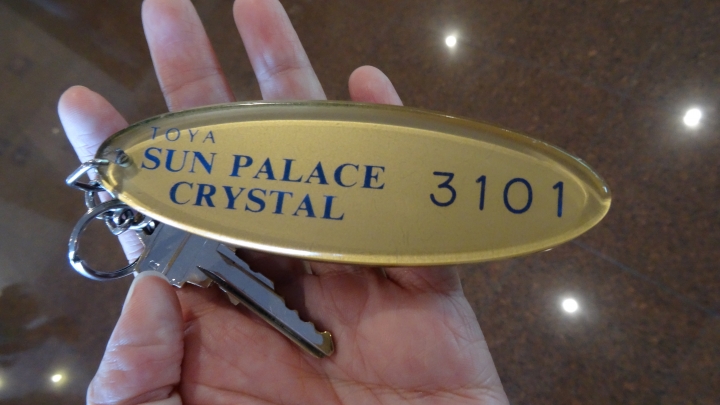 TOYA
SUN PALACE
CRYSTAL
3101